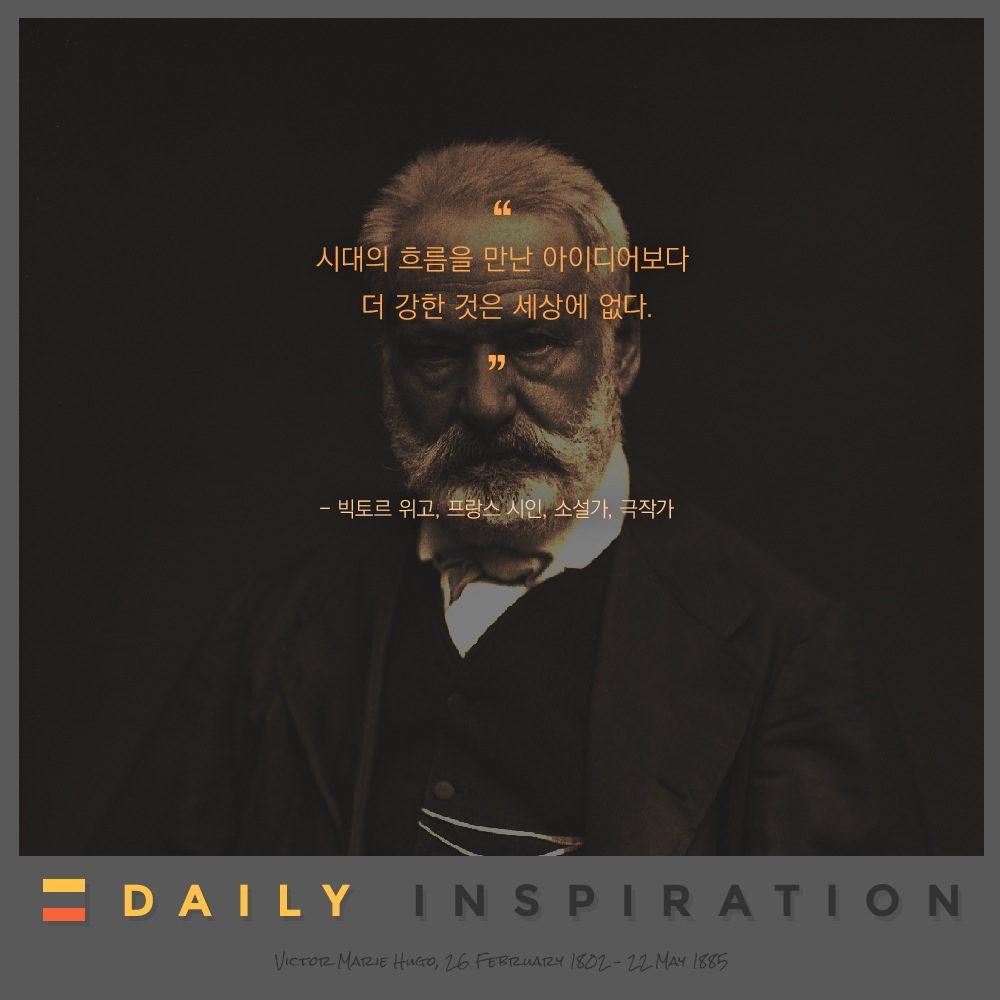 “
시대의 흐름을 만난 아이디어보다
더 강한 것은 세상에 없다.
”
– 빅토르 위고, 프랑스 시인, 소설가, 극작가
DAILY INSPIRATION
Victor Marie Hugo, 26 February 1802 - 22 May 1885